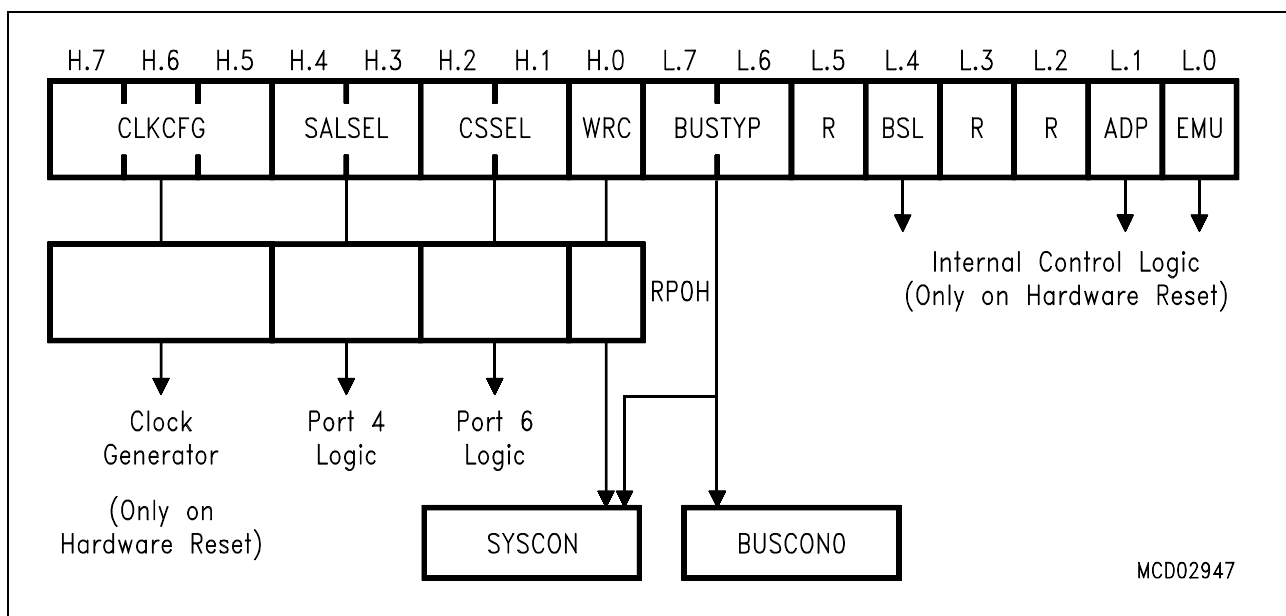 H.7 H.6 H.5 H.4 H.3 H.2 H.1 H.0 L.7 L.6 L.5 L.4 L.3 L.2 L.1 L.0
CLKCFG SALSEL CSSEL WRC BUSTYP R BSL R R ADP EMU
RP0H
Internal Control Logic
(Only on Hardware Reset)
Clock
Generator
(Only on
Hardware Reset)
Port 4
Logic
Port 6
Logic
SYSCON
BUSCON0
MCD02947